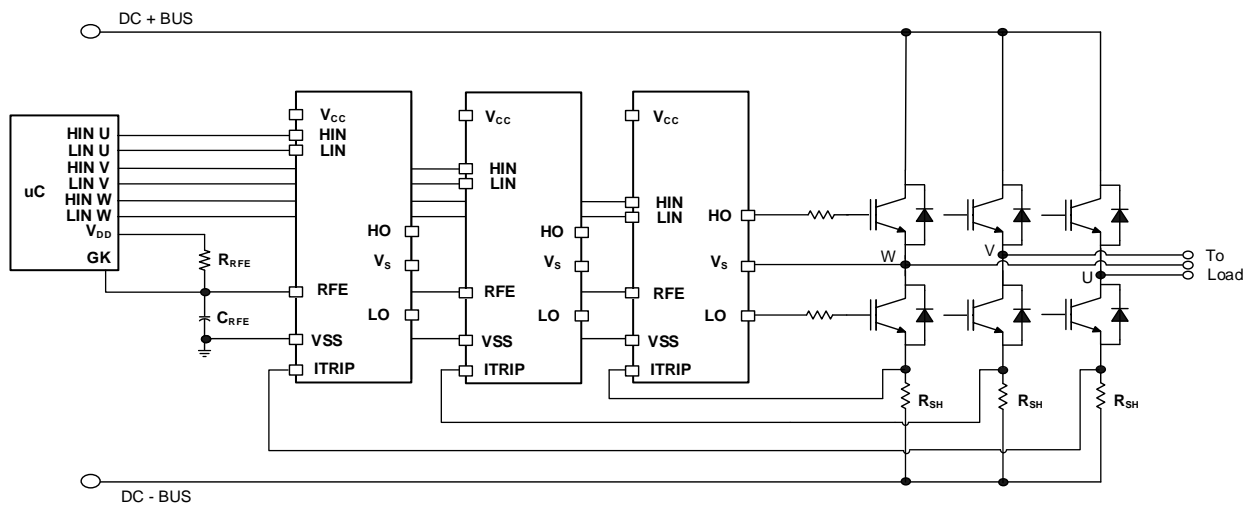 DC + BUS
uC
HIN U
LIN U
HIN V
LIN V
HIN W
LIN W
VDD
GK
RRFE
CRFE
VCC
HIN
LIN
HO
VS
RFE
LO
VSS
ITRIP
VCC
HIN
LIN
HO
VS
RFE
LO
VSS
ITRIP
VCC
HIN
LIN
HO
VS
RFE
LO
VSS
ITRIP
W
V
U
To
Load
RSH
RSH
RSH
DC - BUS